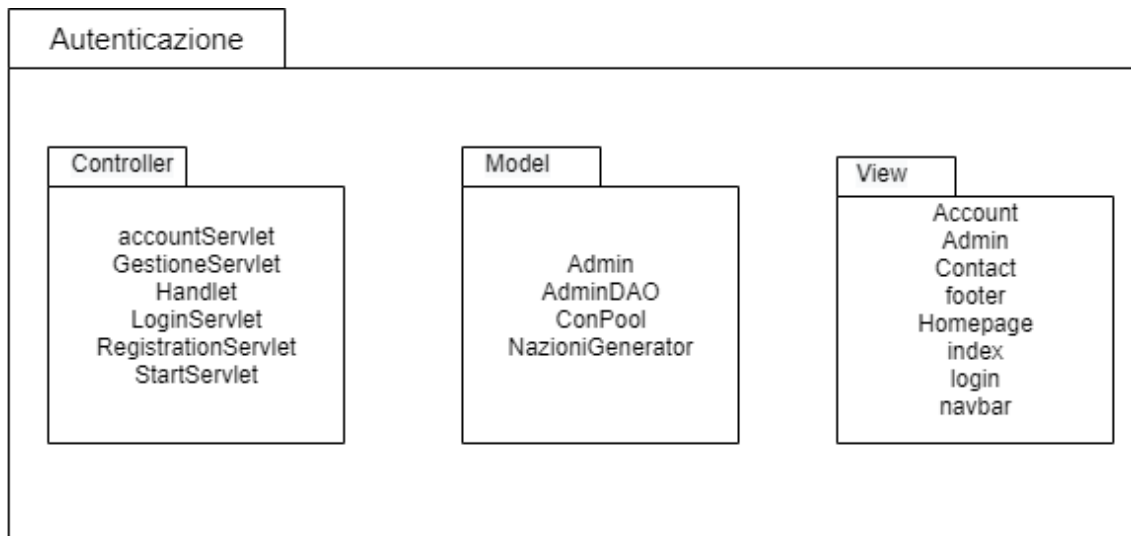 Autenticazione
Controller
accountServlet
GestioneServlet
Handlet
LoginServlet
RegistrationServlet
StartServlet
Model
Admin
AdminDAO
ConPool
NazioniGenerator
View
Account
Admin
Contact
footer
Homepage
index
login
navbar